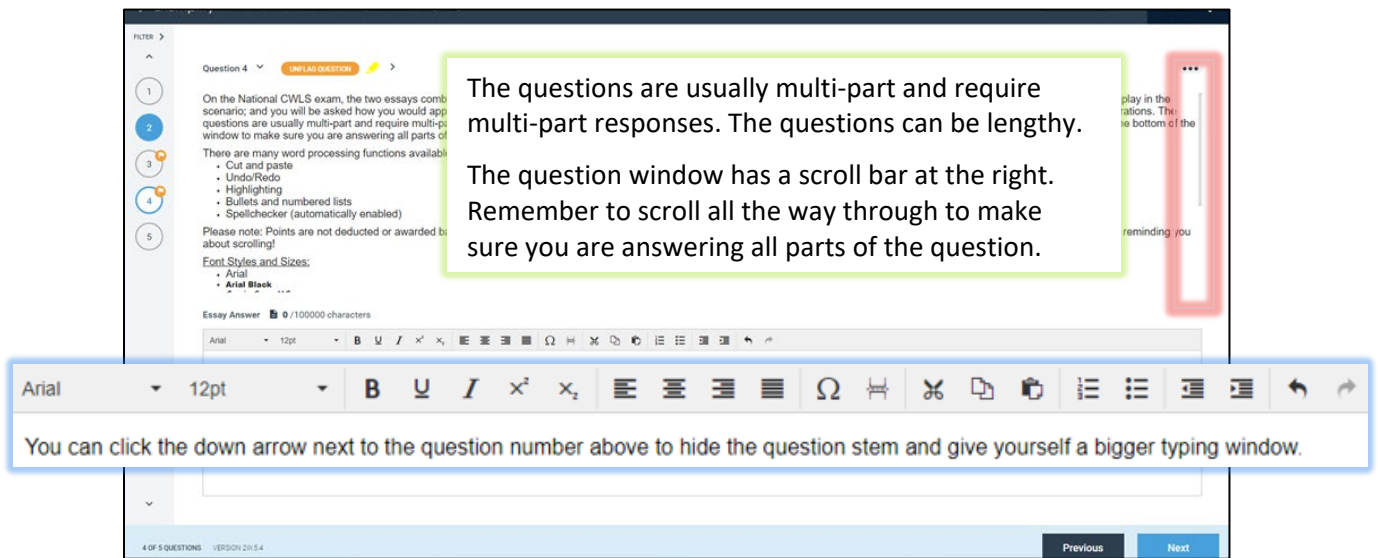 FILTER >
Question 4 UNFLAG QUESTION >
1
2
3
4
5
On the National CWLS exam, the two essays comb
scenario; and you will be asked how you would app
questions are usually multi-part and require multi-pa
window to make sure you are answering all parts of
play in the
rations. The
e bottom of the
There are many word processing functions availabl
• Cut and paste
• Undo/Redo
• Highlighting
• Bullets and numbered lists
• Spellchecker (automatically enabled)
Please note: Points are not deducted or awarded ba
reminding you
about scrolling!
Font Styles and Sizes:
• Arial
• Arial Black
The questions are usually multi-part and require
multi-part responses. The questions can be lengthy.
The question window has a scroll bar at the right.
Remember to scroll all the way through to make
sure you are answering all parts of the question.
Essay Answer 0 /100000 characters
Arial 12pt B U I x² x₂ Ω
Arial 12pt B U I x² x₂ Ω
You can click the down arrow next to the question number above to hide the question stem and give yourself a bigger typing window.
4 OF 5 QUESTIONS VERSION 2W.5.4
Previous Next